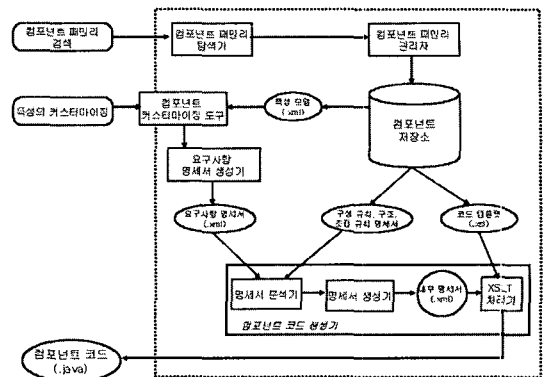 컴포넌트 패밀리
검색
컴포넌트 패밀리
탐색기
컴포넌트 패밀리
관리자
특성의 커스터마이징
컴포넌트
커스터마이징 도구
특성 모델
(.xml)
컴포넌트
저장소
요구사항
명세서 생성기
요구사항 명세서
(.xml)
구성 규칙, 구조,
조합 규칙 명세서
코드 템플릿
명세서 분석기
명세서 생성기
내부 명세서
(.xml)
XSLT
처리기
컴포넌트 코드 생성기
컴포넌트 코드
(.java)